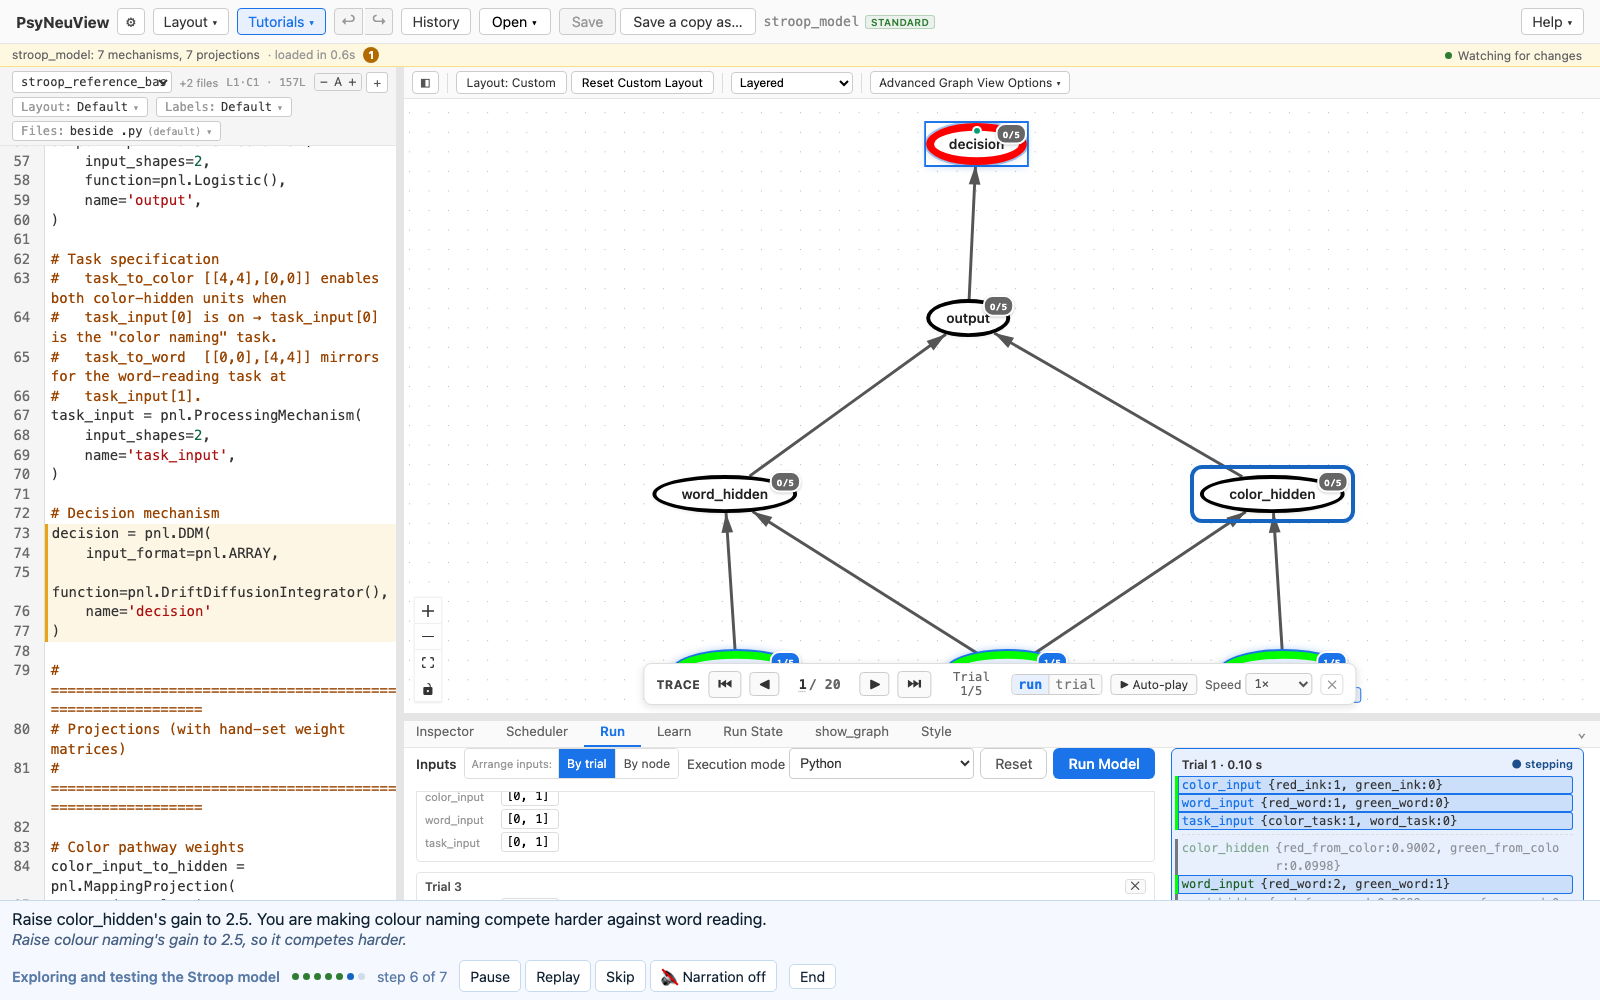 PsyNeuView ⚙ Layout ▾ Tutorials ▾ History Open ▾ Save Save a copy as... stroop_model STANDARD Help ▾
stroop_model: 7 mechanisms, 7 projections · loaded in 0.6s 1 Watching for changes
stroop_reference_bas +2 files L1·C1 · 157L − A + +
Layout: Default ▾ Labels: Default ▾
Files: beside .py (default) ▾
57 input_shapes=2,
58 function=pnl.Logistic(),
59 name='output',
60 )
61
62 # Task specification
63 #   task_to_color [[4,4],[0,0]] enables
both color-hidden units when
64 #   task_input[0] is on → task_input[0]
is the "color naming" task.
65 #   task_to_word  [[0,0],[4,4]] mirrors
for the word-reading task at
66 #   task_input[1].
67 task_input = pnl.ProcessingMechanism(
68 input_shapes=2,
69 name='task_input',
70 )
71
72 # Decision mechanism
73 decision = pnl.DDM(
74 input_format=pnl.ARRAY,
75
function=pnl.DriftDiffusionIntegrator(),
76 name='decision'
77 )
78
79 #
=========================================
==================
80 # Projections (with hand-set weight
matrices)
81 #
=========================================
==================
82
83 # Color pathway weights
84 color_input_to_hidden =
pnl.MappingProjection(
Layout: Custom Reset Custom Layout Layered Advanced Graph View Options ▾
decision 0/5
output 0/5
word_hidden 0/5
color_hidden 0/5
1/5 1/5 1/5
TRACE 1 / 20 Trial 1/5 run trial ▶ Auto-play Speed 1× ✕
Inspector Scheduler Run Learn Run State show_graph Style
Inputs Arrange inputs: By trial By node Execution mode Python Reset Run Model
color_input [0, 1]
word_input [0, 1]
task_input [0, 1]
Trial 3 ✕
Trial 1 · 0.10 s stepping
color_input {red_ink:1, green_ink:0}
word_input {red_word:1, green_word:0}
task_input {color_task:1, word_task:0}
color_hidden {red_from_color:0.9002, green_from_colo
r:0.0998}
word_input {red_word:2, green_word:1}
Raise color_hidden's gain to 2.5. You are making colour naming compete harder against word reading.
Raise colour naming's gain to 2.5, so it competes harder.
Exploring and testing the Stroop model step 6 of 7 Pause Replay Skip Narration off End